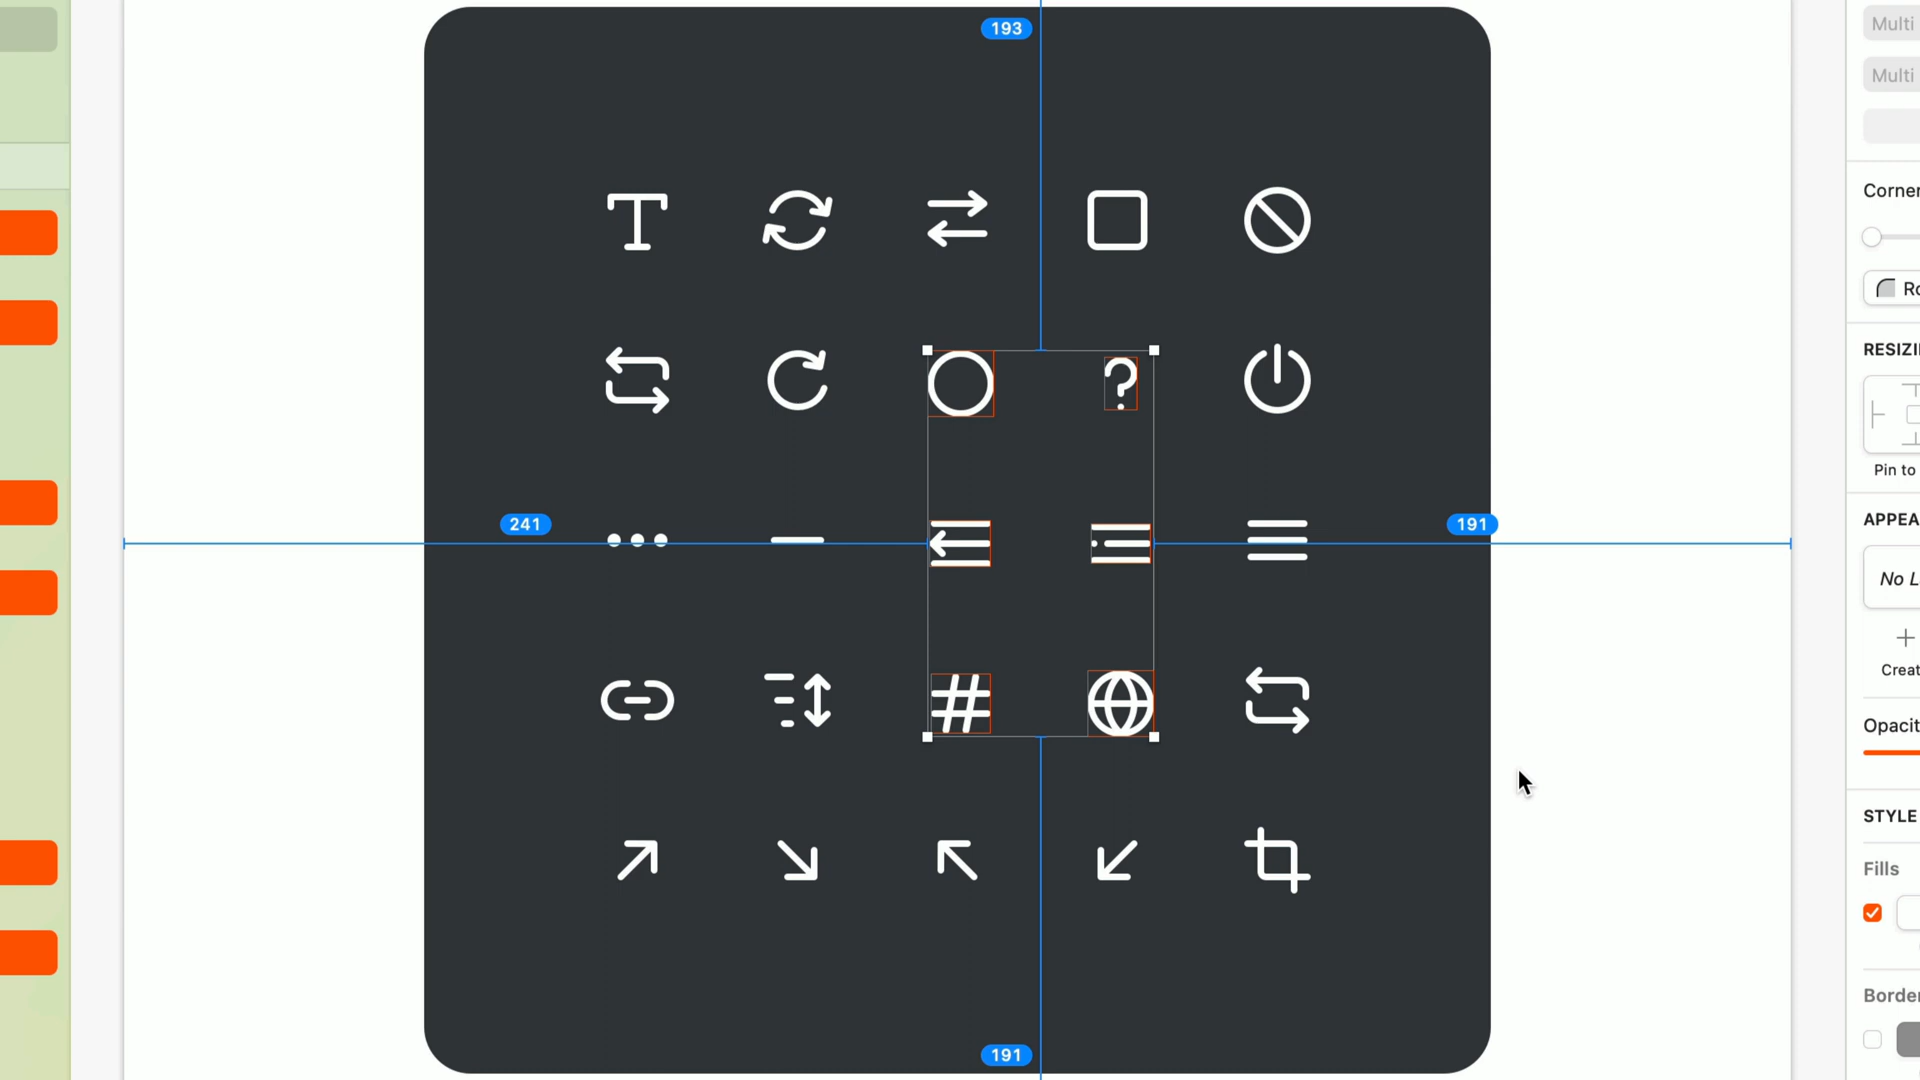 193
Multi
Multi
Corner
Ro
RESIZI
Pin to
241
191
APPEA
No L
Creat
Opacit
STYLE
Fills
Border
191